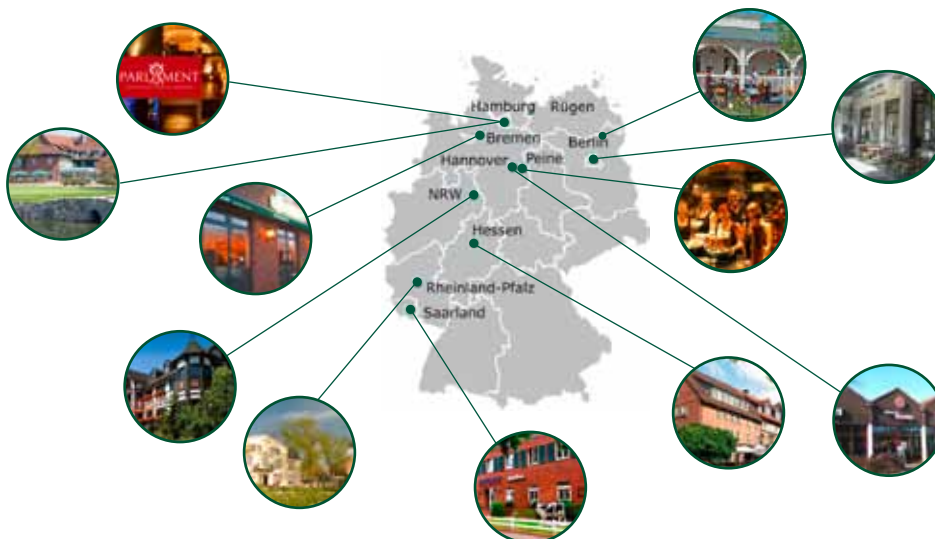 PARLAMENT
Hamburg
Rügen
Bremen
Berlin
Hannover
Peine
NRW
Hessen
Rheinland-Pfalz
Saarland